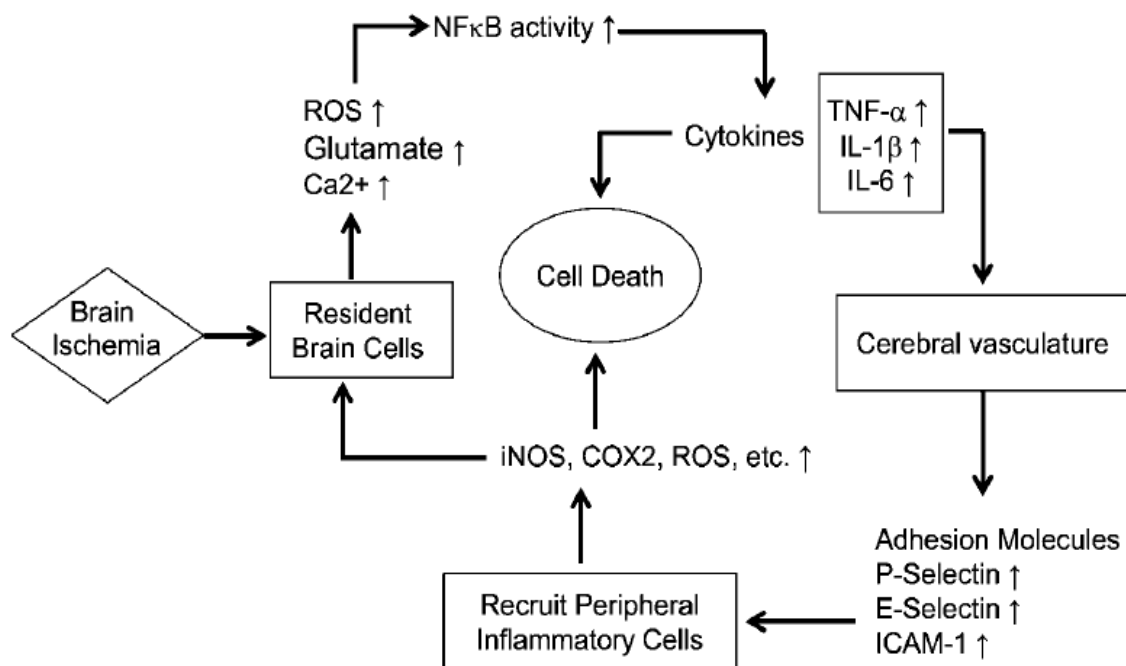 NFκB activity ↑
ROS ↑
Glutamate ↑
Ca2+ ↑
Cytokines
TNF-α ↑
IL-1β ↑
IL-6 ↑
Cell Death
Brain
Ischemia
Resident
Brain Cells
Cerebral vasculature
iNOS, COX2, ROS, etc. ↑
Adhesion Molecules
P-Selectin ↑
E-Selectin ↑
ICAM-1 ↑
Recruit Peripheral
Inflammatory Cells